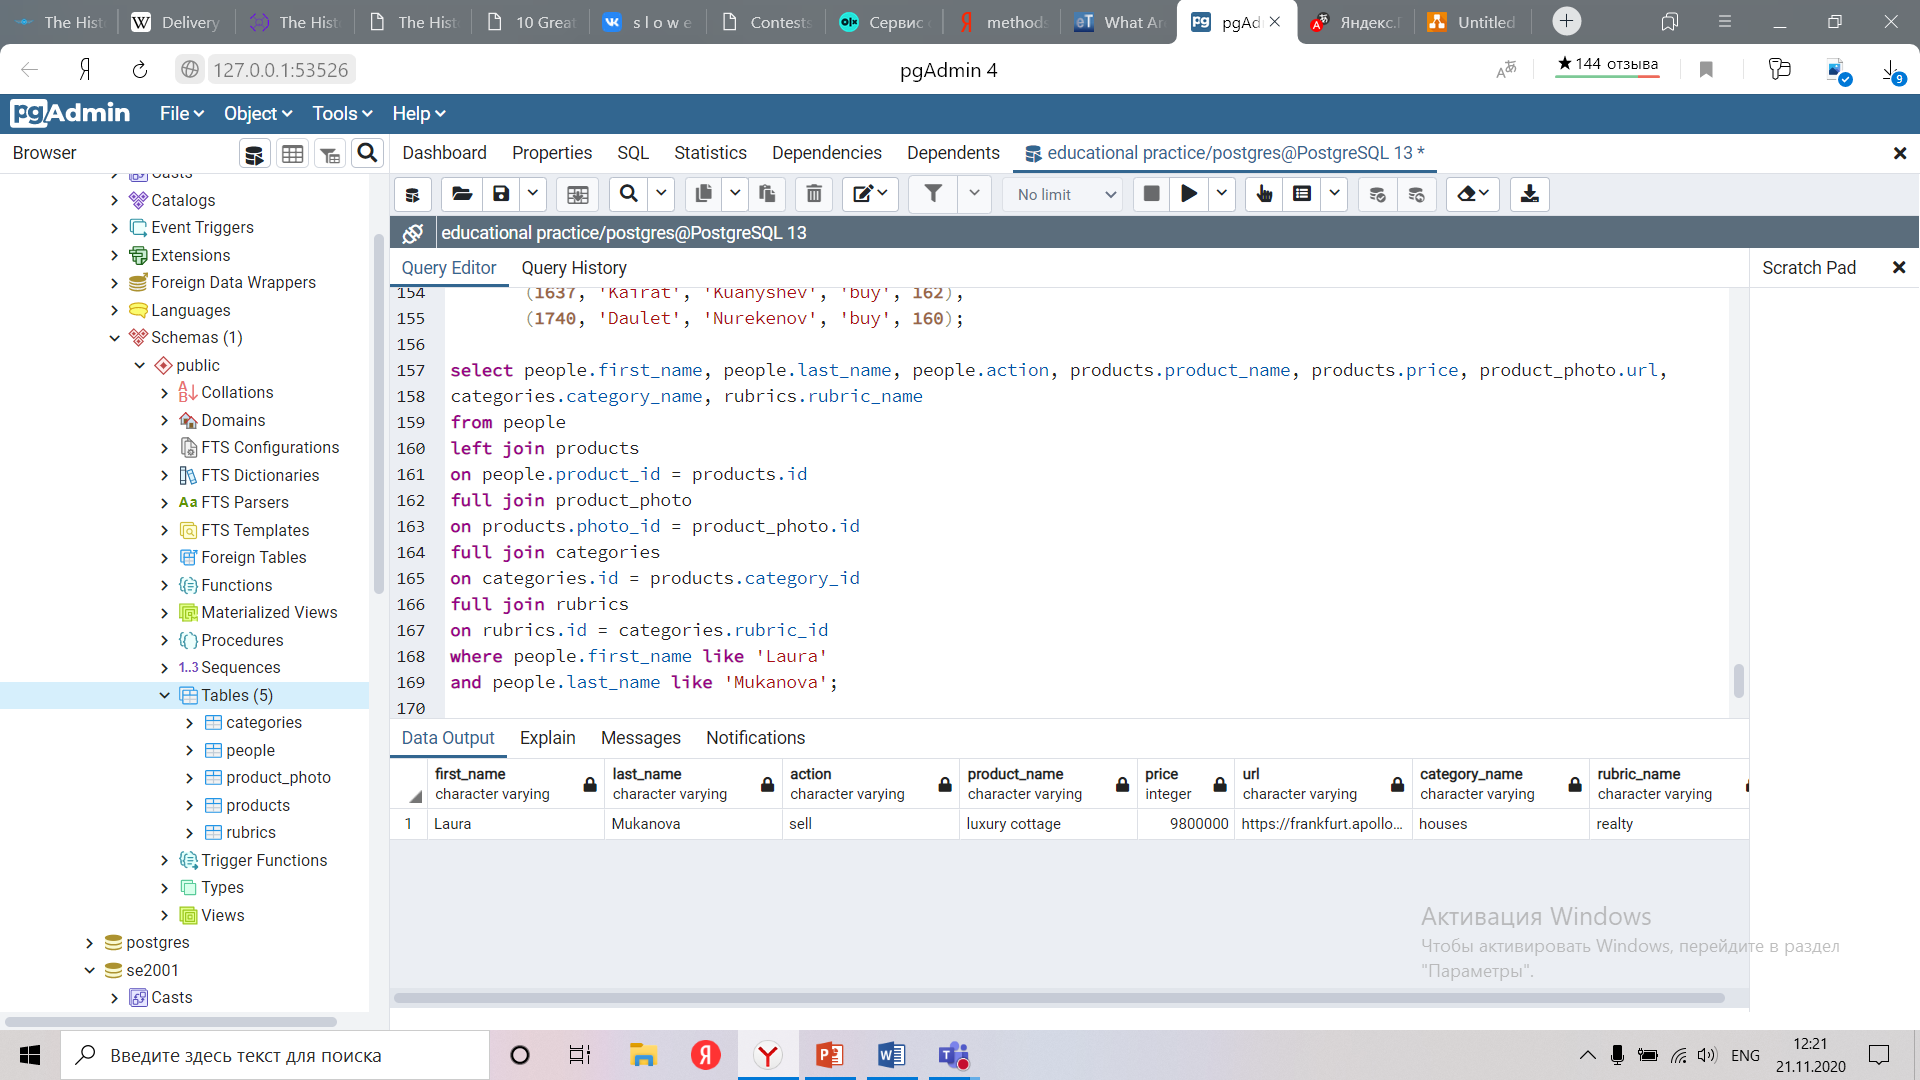 The Hist
Delivery
The Hist
The Hist
10 Great
s l o w e
Contests
Сервис
methods
What Ar
pgAd
Яндекс.
Untitled
127.0.0.1:53526
pgAdmin 4
★144 отзыва
9
pgAdmin
File
Object
Tools
Help
Browser
Dashboard
Properties
SQL
Statistics
Dependencies
Dependents
educational practice/postgres@PostgreSQL 13 *
No limit
educational practice/postgres@PostgreSQL 13
Query Editor
Query History
Scratch Pad
Casts
Catalogs
Event Triggers
Extensions
Foreign Data Wrappers
Languages
Schemas (1)
public
Collations
Domains
FTS Configurations
FTS Dictionaries
FTS Parsers
FTS Templates
Foreign Tables
Functions
Materialized Views
Procedures
1..3 Sequences
Tables (5)
categories
people
product_photo
products
rubrics
Trigger Functions
Types
Views
postgres
se2001
Casts
154 (1637, 'Kairat', 'Kuanyshev', 'buy', 162),
155 (1740, 'Daulet', 'Nurekenov', 'buy', 160);
156
157 select people.first_name, people.last_name, people.action, products.product_name, products.price, product_photo.url,
158 categories.category_name, rubrics.rubric_name
159 from people
160 left join products
161 on people.product_id = products.id
162 full join product_photo
163 on products.photo_id = product_photo.id
164 full join categories
165 on categories.id = products.category_id
166 full join rubrics
167 on rubrics.id = categories.rubric_id
168 where people.first_name like 'Laura'
169 and people.last_name like 'Mukanova';
170
Data Output
Explain
Messages
Notifications
first_name last_name action product_name price url category_name rubric_name
character varying character varying character varying character varying integer character varying character varying character varying
1 Laura Mukanova sell luxury cottage 9800000 https://frankfurt.apollo... houses realty
Активация Windows
Чтобы активировать Windows, перейдите в раздел
"Параметры".
Введите здесь текст для поиска
ENG
12:21
21.11.2020